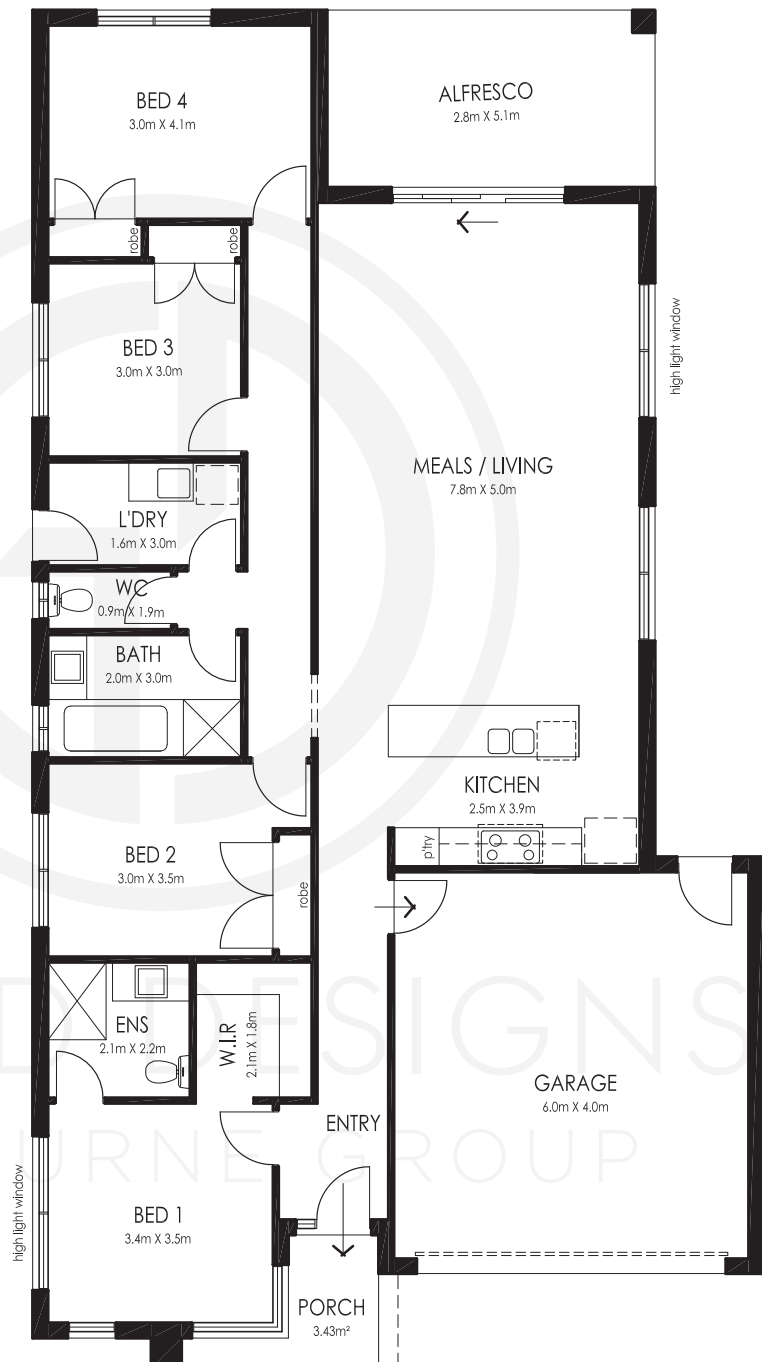 BED 4
3.0m X 4.1m
ALFRESCO
2.8m X 5.1m
robe
robe
BED 3
3.0m X 3.0m
high light window
MEALS / LIVING
7.8m X 5.0m
L'DRY
1.6m X 3.0m
WC
0.9m X 1.9m
BATH
2.0m X 3.0m
KITCHEN
2.5m X 3.9m
p'try
BED 2
3.0m X 3.5m
robe
D DESIGNS
ENS
2.1m X 2.2m
W.I.R
2.1m X 1.8m
GARAGE
6.0m X 4.0m
ENTRY
URNE GROUP
high light window
BED 1
3.4m X 3.5m
PORCH
3.43m²